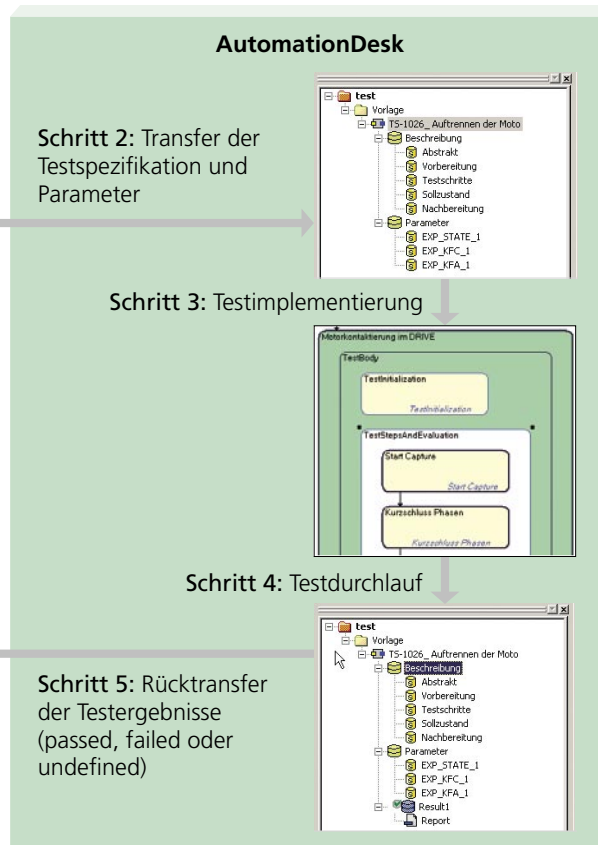 AutomationDesk
test
Vorlage
TS-1026_ Auftrennen der Moto
Beschreibung
Abstrakt
Vorbereitung
Testschritte
Sollzustand
Nachbereitung
Parameter
EXP_STATE_1
EXP_KFC_1
EXP_KFA_1
Schritt 2: Transfer der
Testspezifikation und
Parameter
Schritt 3: Testimplementierung
Motorkontaktierung im DRIVE
TestBody
TestInitialization
TestInitialization
TestStepsAndEvaluation
Start Capture
Start Capture
Kurzschluss Phasen
Kurzschluss Phasen
Schritt 4: Testdurchlauf
test
Vorlage
TS-1026_ Auftrennen der Moto
Beschreibung
Abstrakt
Vorbereitung
Testschritte
Sollzustand
Nachbereitung
Parameter
EXP_STATE_1
EXP_KFC_1
EXP_KFA_1
Result1
Report
Schritt 5: Rücktransfer
der Testergebnisse
(passed, failed oder
undefined)